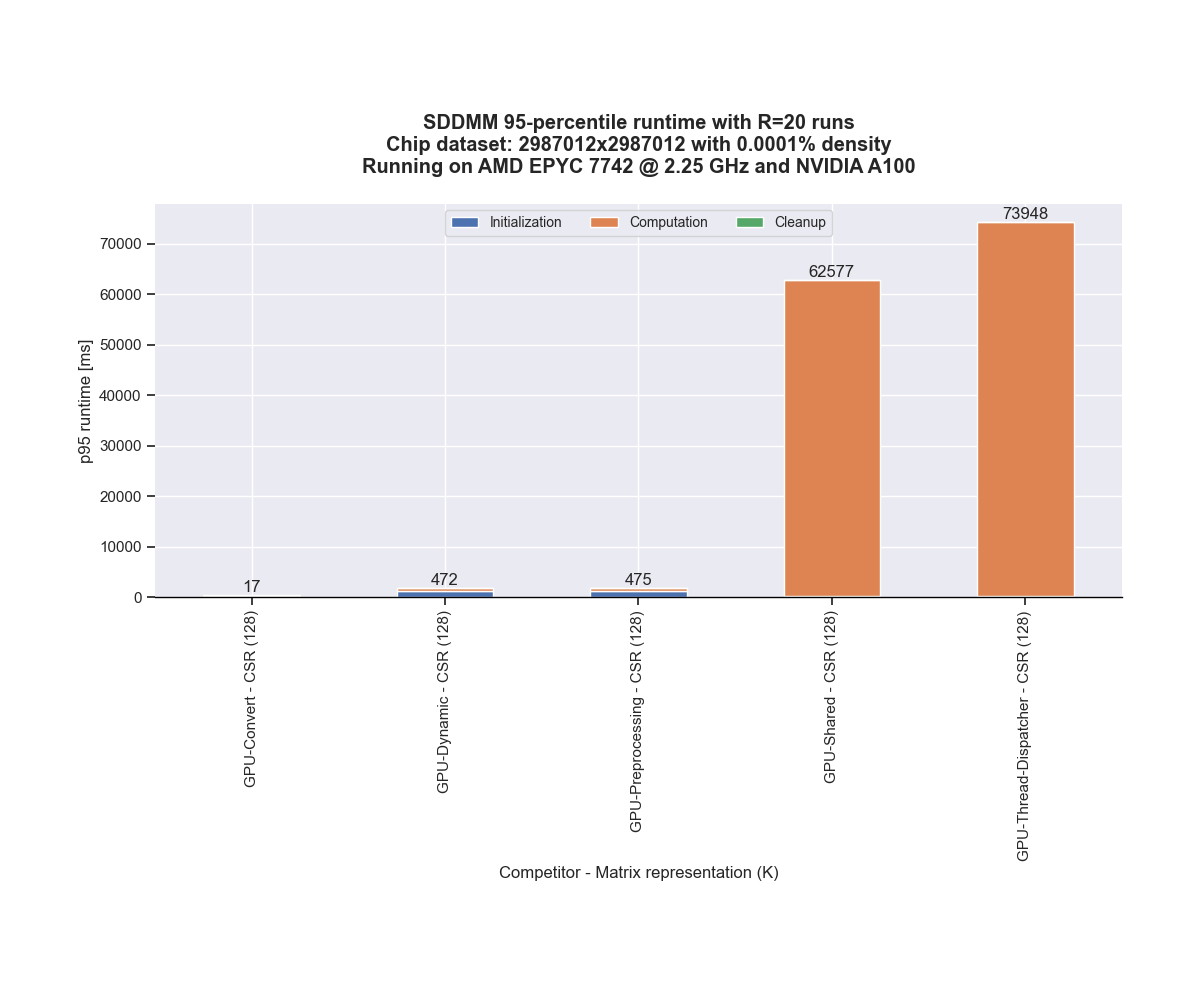 SDDMM 95-percentile runtime with R=20 runs
Chip dataset: 2987012x2987012 with 0.0001% density
Running on AMD EPYC 7742 @ 2.25 GHz and NVIDIA A100
Initialization Computation Cleanup
p95 runtime [ms]
70000
60000
50000
40000
30000
20000
10000
0
17
472
475
62577
73948
GPU-Convert - CSR (128)
GPU-Dynamic - CSR (128)
GPU-Preprocessing - CSR (128)
GPU-Shared - CSR (128)
GPU-Thread-Dispatcher - CSR (128)
Competitor - Matrix representation (K)